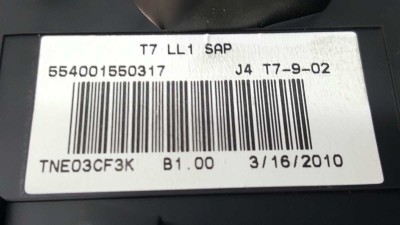 T7 LL1 SAP
554001550317 J4 T7-9-02
TNE03CF3K B1.00 3/16/2010